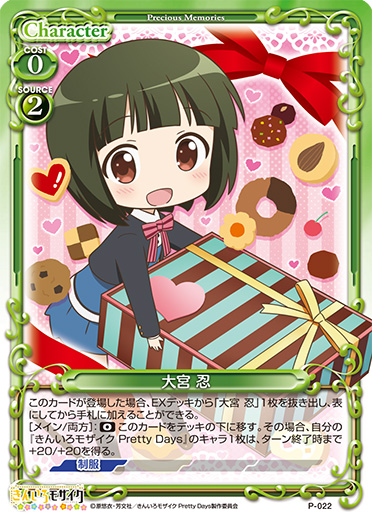 Precious Memories
Character
COST
0
SOURCE
2
大宮 忍
このカードが登場した場合、EXデッキから「大宮 忍」1枚を抜き出し、表
にしてから手札に加えることができる。
[メイン/両方]:0 このカードをデッキの下に移す。その場合、自分の
「きんいろモザイク Pretty Days」のキャラ1枚は、ターン終了時まで
+20/+20を得る。
制服
きんいろモザイク
©原悠衣・芳文社/きんいろモザイクPretty Days製作委員会
P-022